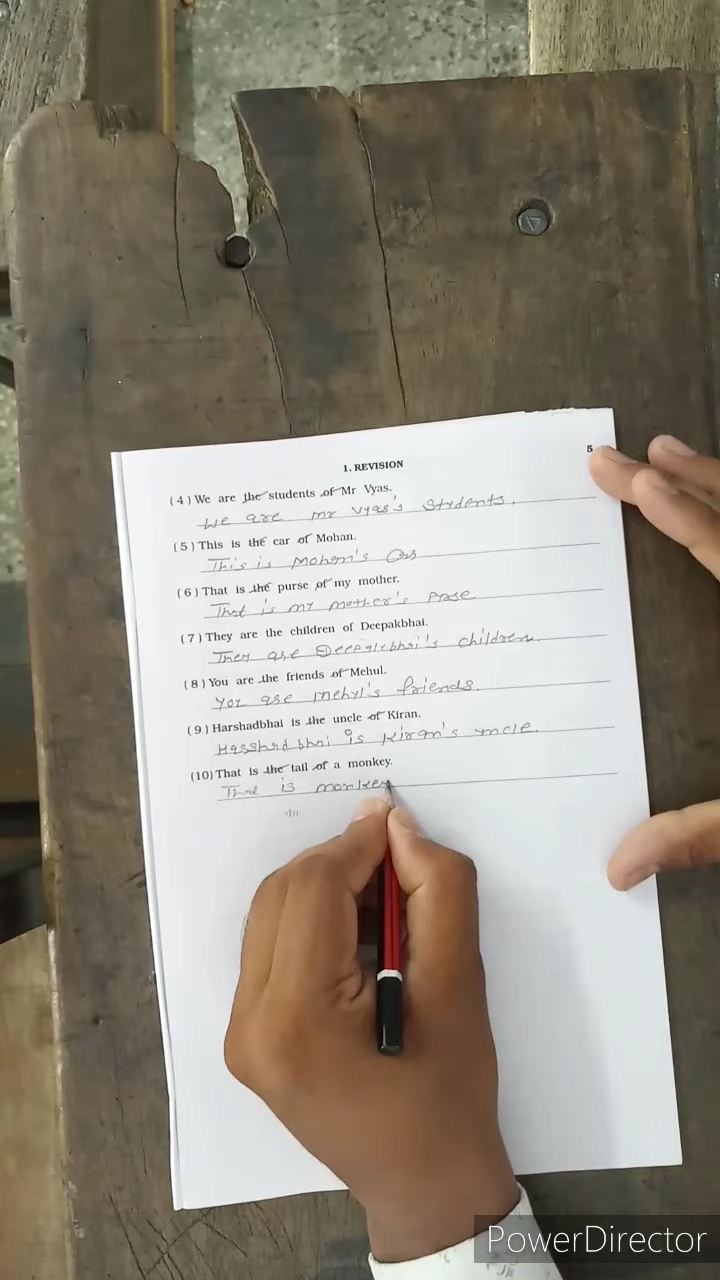 1. REVISION 5
(4) We are the students of Mr Vyas.
We are mr vyas's students.
(5) This is the car of Mohan.
This is Mohan's Car
(6) That is the purse of my mother.
That is my mother's prase
(7) They are the children of Deepakbhai.
They are Deepakbhai's children.
(8) You are the friends of Mehul.
You are mehul's friends.
(9) Harshadbhai is the uncle of Kiran.
Harshadbhai is kiran's uncle.
(10) That is the tail of a monkey.
That is monkey
PowerDirector